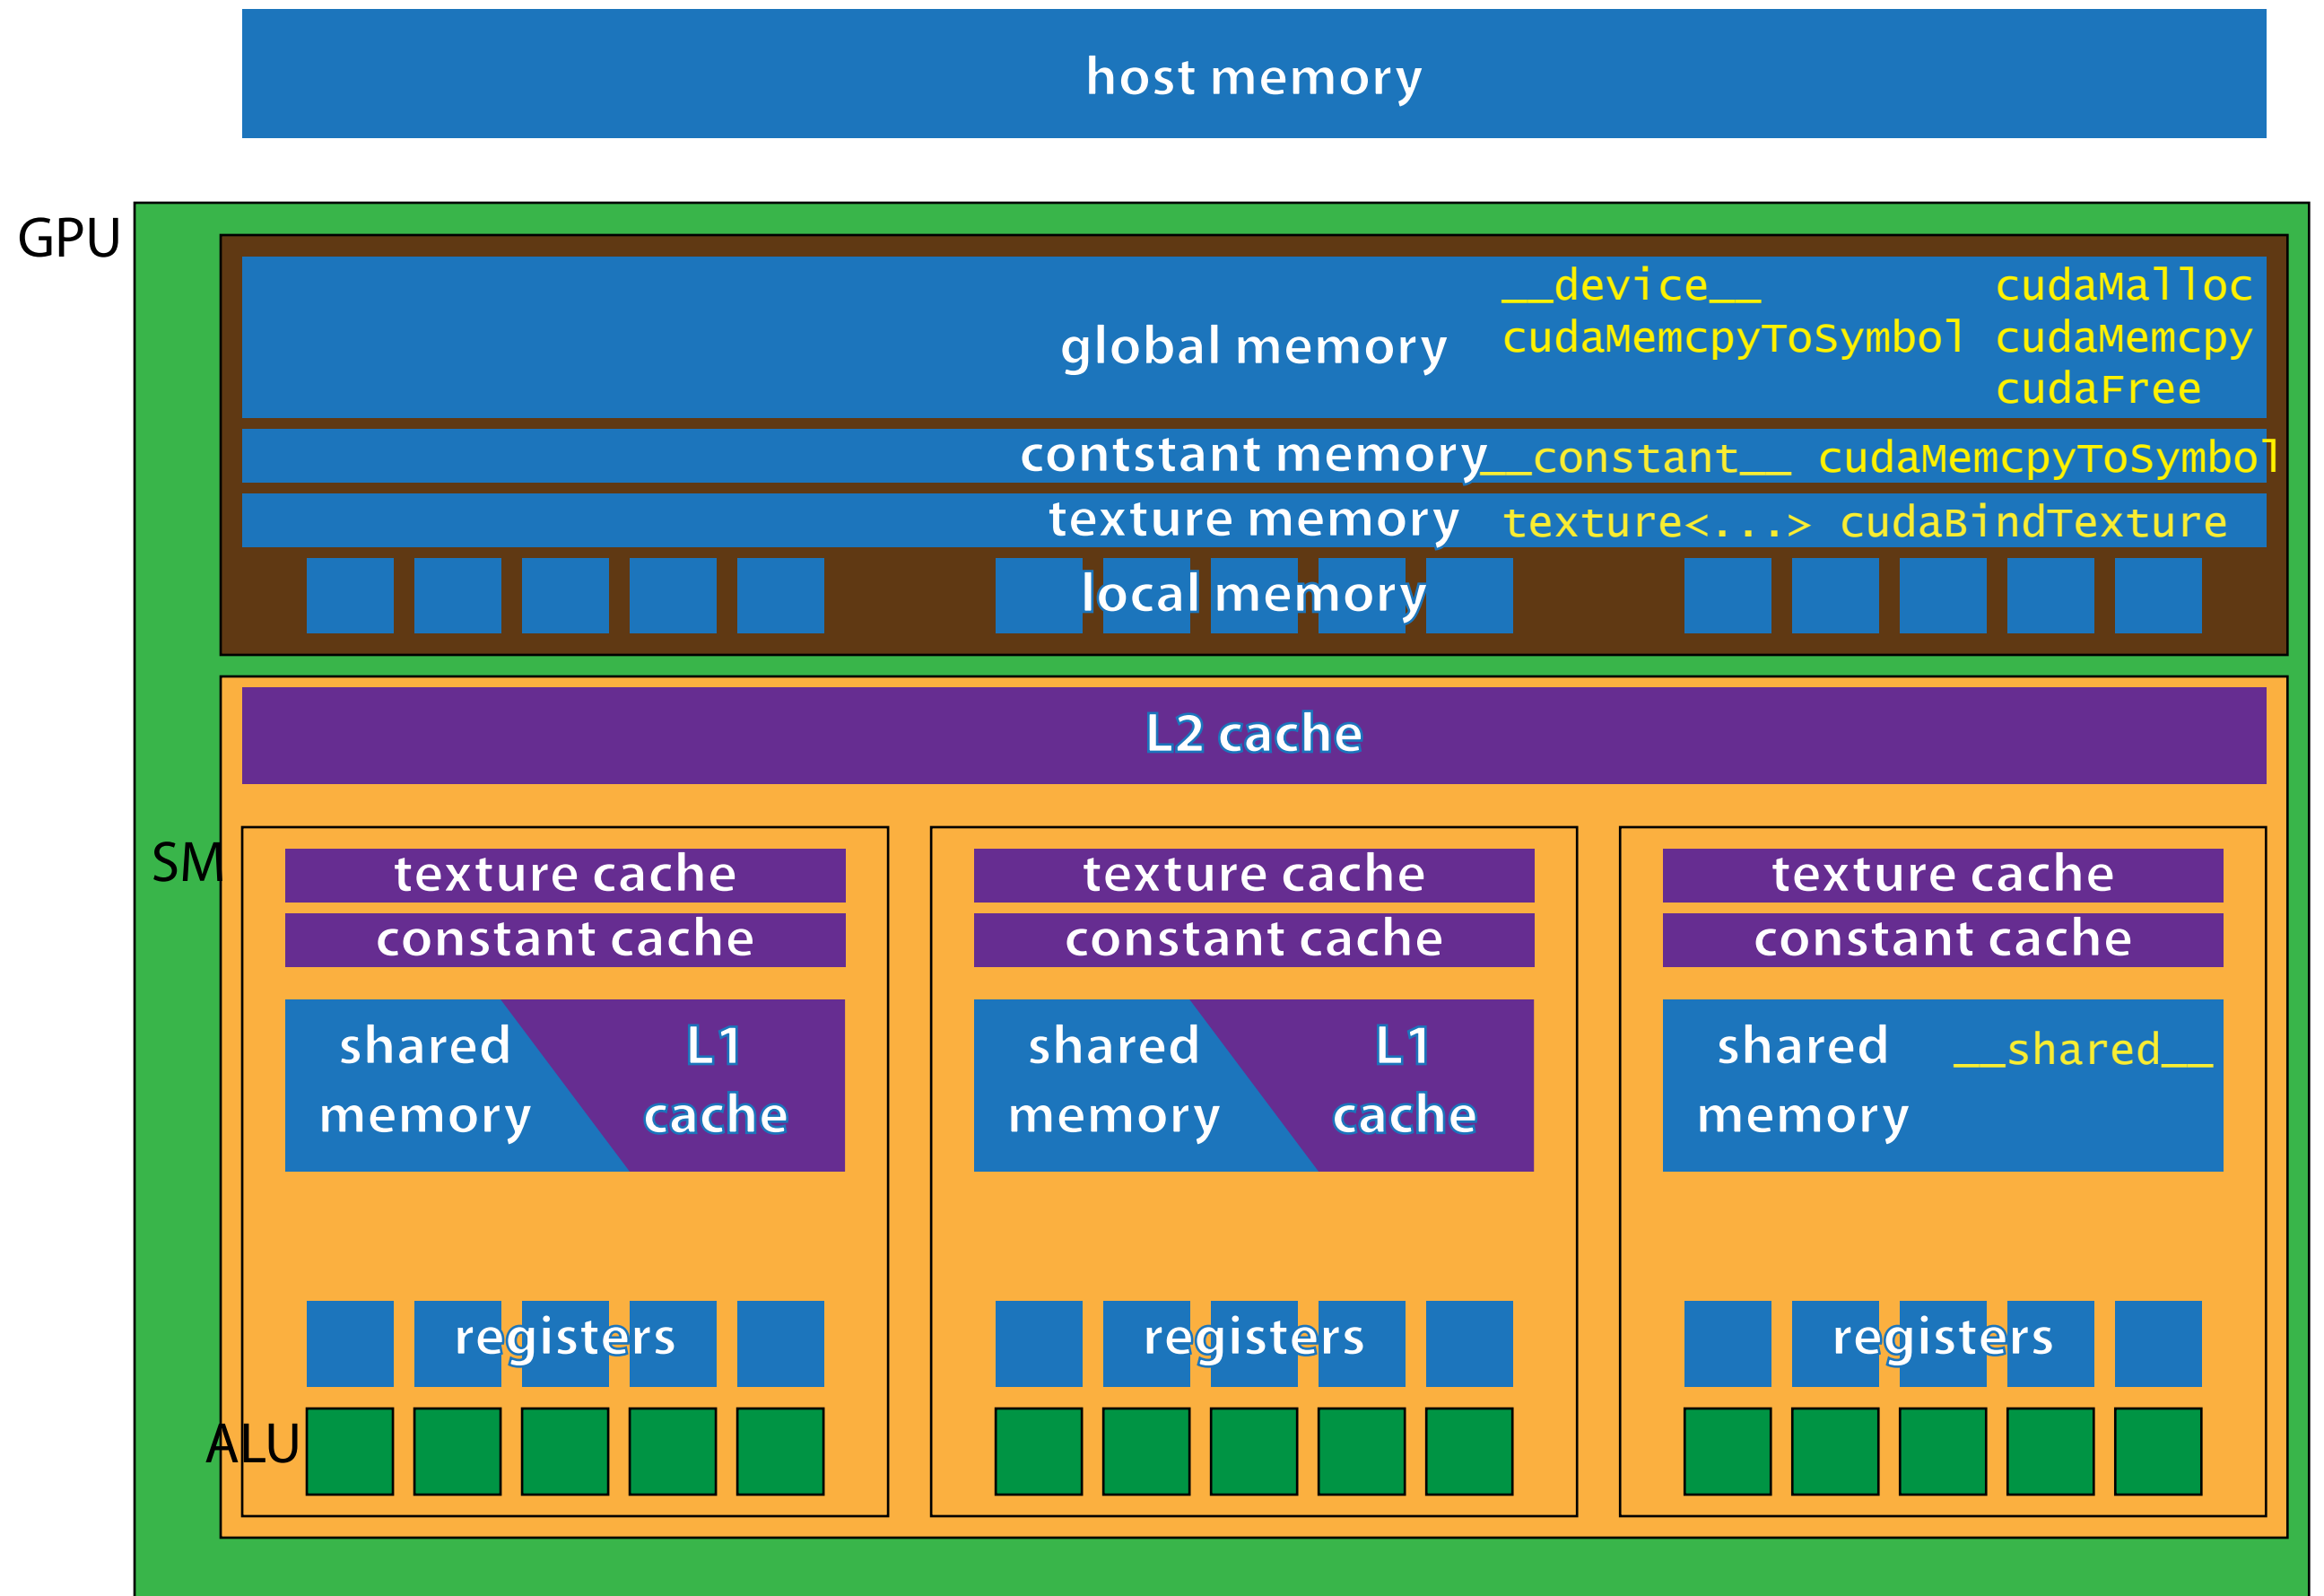 host memory
GPU
__device__ cudaMalloc
global memory cudaMemcpyToSymbol cudaMemcpy
cudaFree
contstant memory __constant__ cudaMemcpyToSymbol
texture memory texture<...> cudaBindTexture
local memory
L2 cache
SM
texture cache texture cache texture cache
constant cache constant cache constant cache
shared L1 shared L1 shared __shared__
memory cache memory cache memory
registers registers registers
ALU